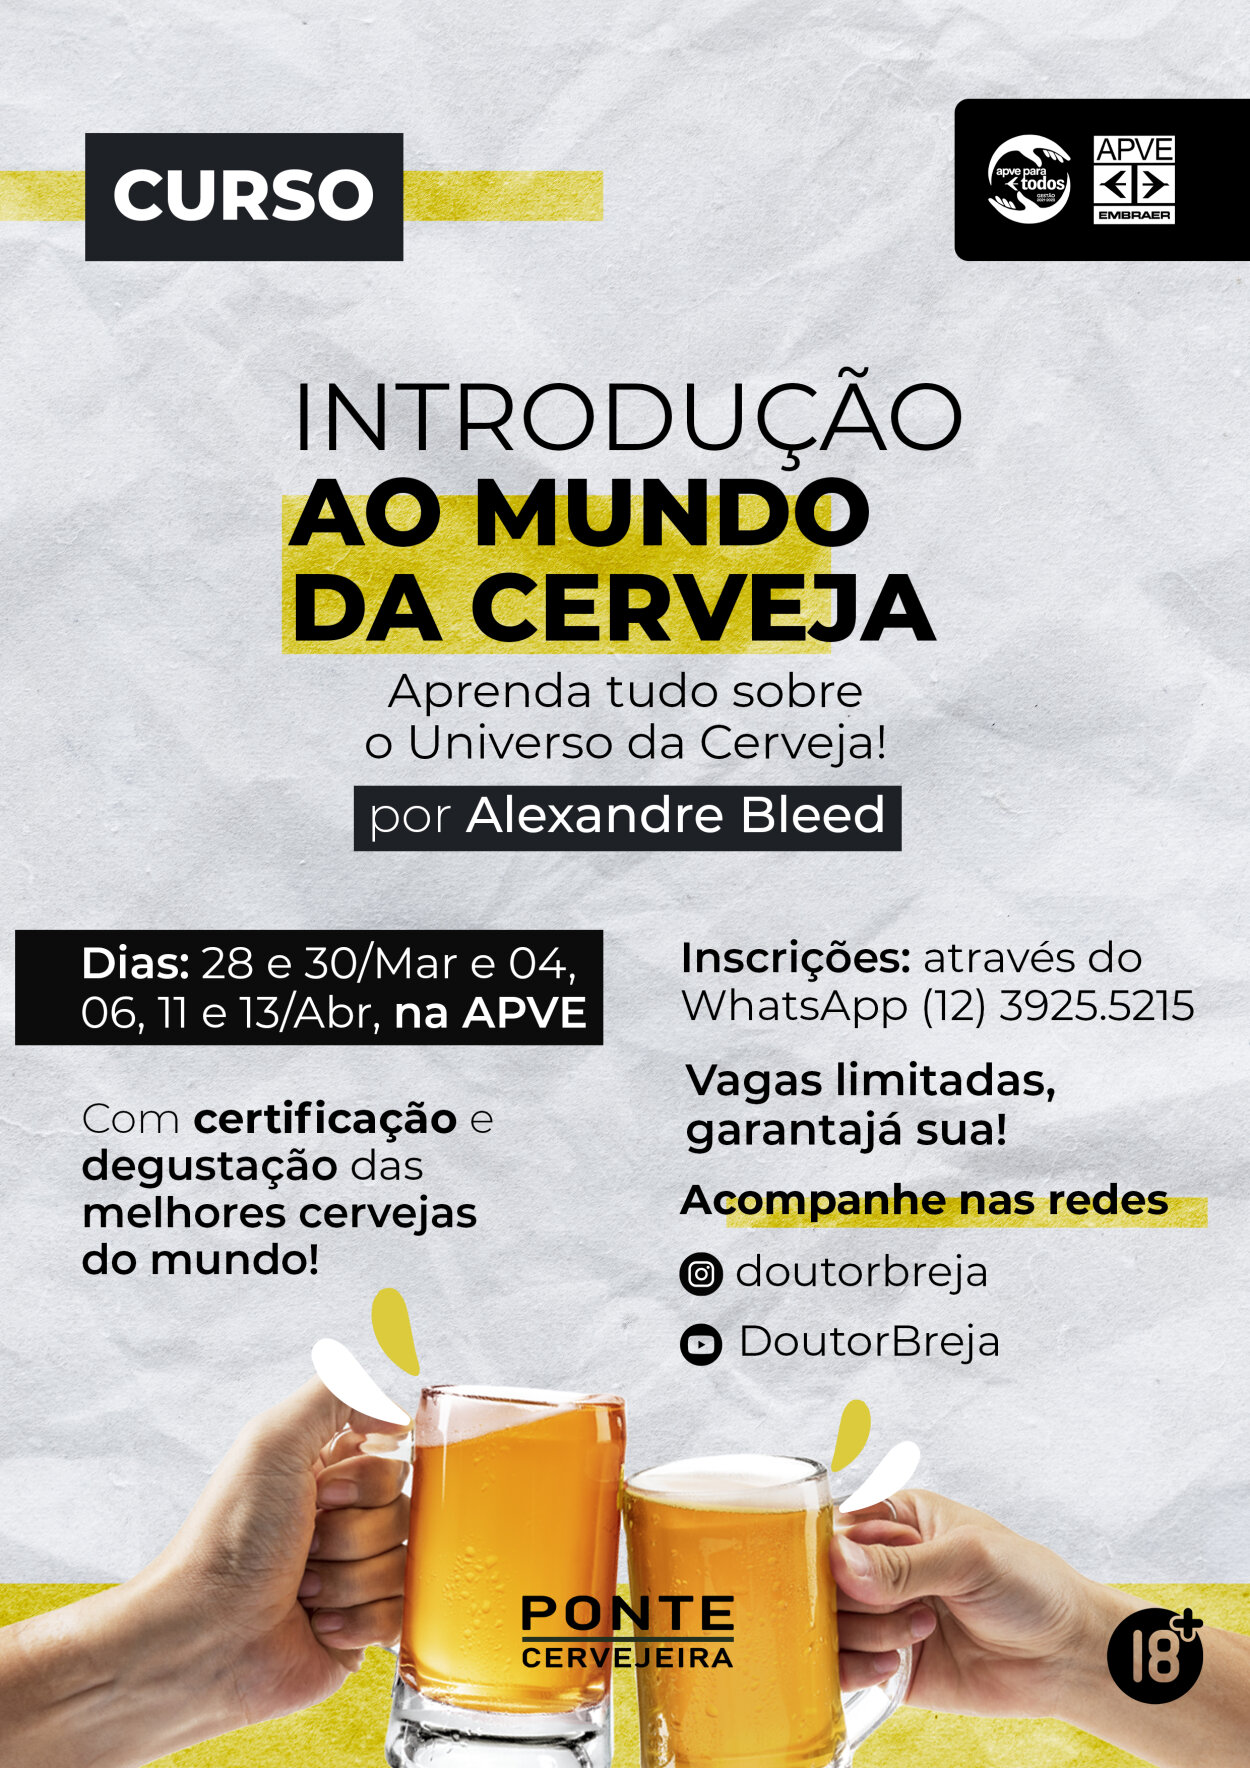 CURSO
apve para
todos
GESTÃO
2021-2023
APVE
EMBRAER
INTRODUÇÃO
AO MUNDO
DA CERVEJA
Aprenda tudo sobre
o Universo da Cerveja!
por Alexandre Bleed
Dias: 28 e 30/Mar e 04,
06, 11 e 13/Abr, na APVE
Com certificação e
degustação das
melhores cervejas
do mundo!
Inscrições: através do
WhatsApp (12) 3925.5215
Vagas limitadas,
garantajá sua!
Acompanhe nas redes
doutorbreja
DoutorBreja
PONTE
CERVEJEIRA
18+